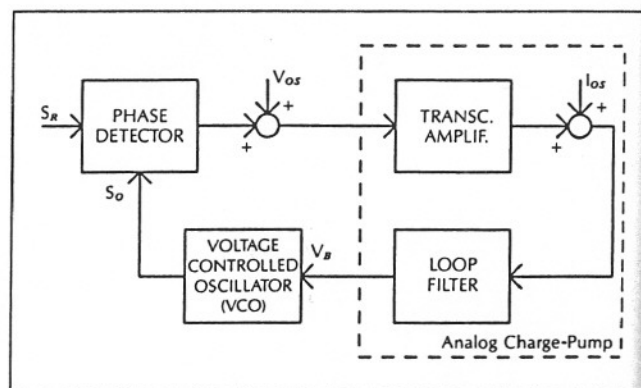 V_OS
I_OS
S_R
PHASE
DETECTOR
+
+
TRANSC.
AMPLIF.
+
+
S_O
VOLTAGE
CONTROLLED
OSCILLATOR
(VCO)
V_B
LOOP
FILTER
Analog Charge-Pump